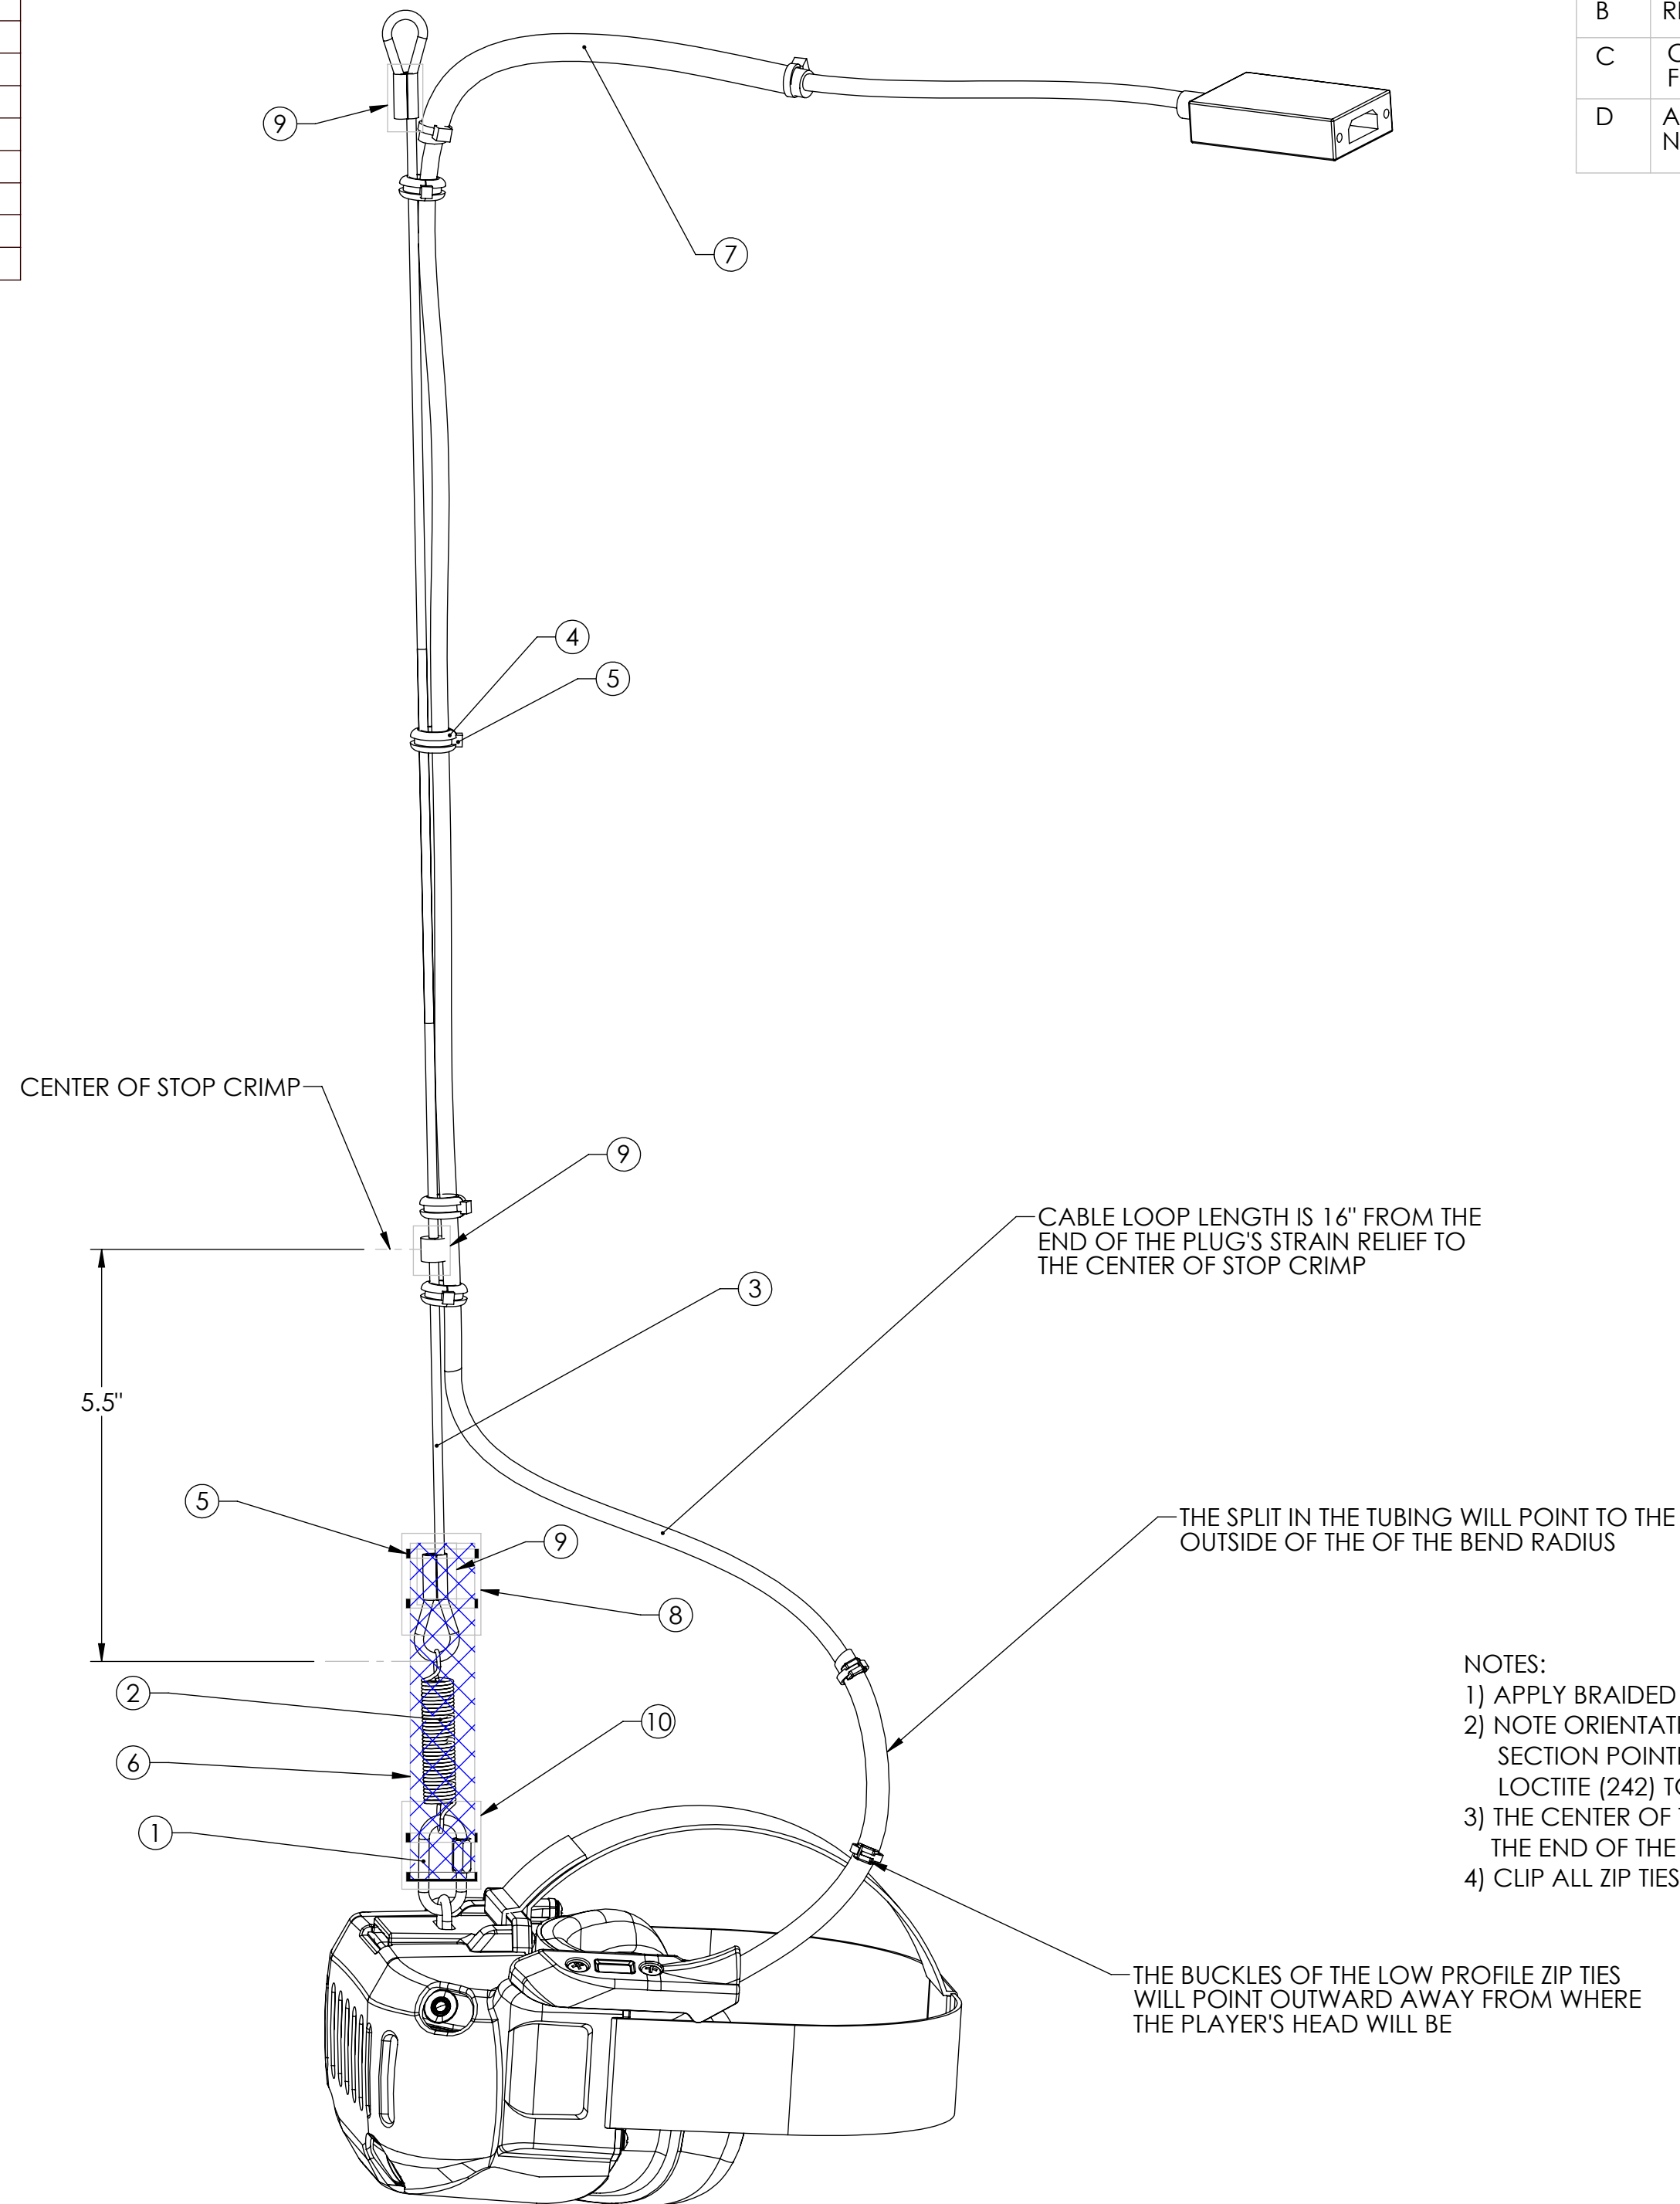 B
C
D
A
9
7
4
5
CENTER OF STOP CRIMP
9
CABLE LOOP LENGTH IS 16" FROM THE
END OF THE PLUG'S STRAIN RELIEF TO
THE CENTER OF STOP CRIMP
3
5.5"
5
9
THE SPLIT IN THE TUBING WILL POINT TO THE
OUTSIDE OF THE OF THE BEND RADIUS
8
2
10
6
1
NOTES:
1) APPLY BRAIDED
2) NOTE
SECTION
LOCTITE (242)
3) THE CENTER OF
THE END OF THE
4) CLIP ALL ZIP TIES
THE BUCKLES OF THE LOW PROFILE ZIP TIES
WILL POINT OUTWARD AWAY FROM WHERE
THE PLAYER'S HEAD WILL BE